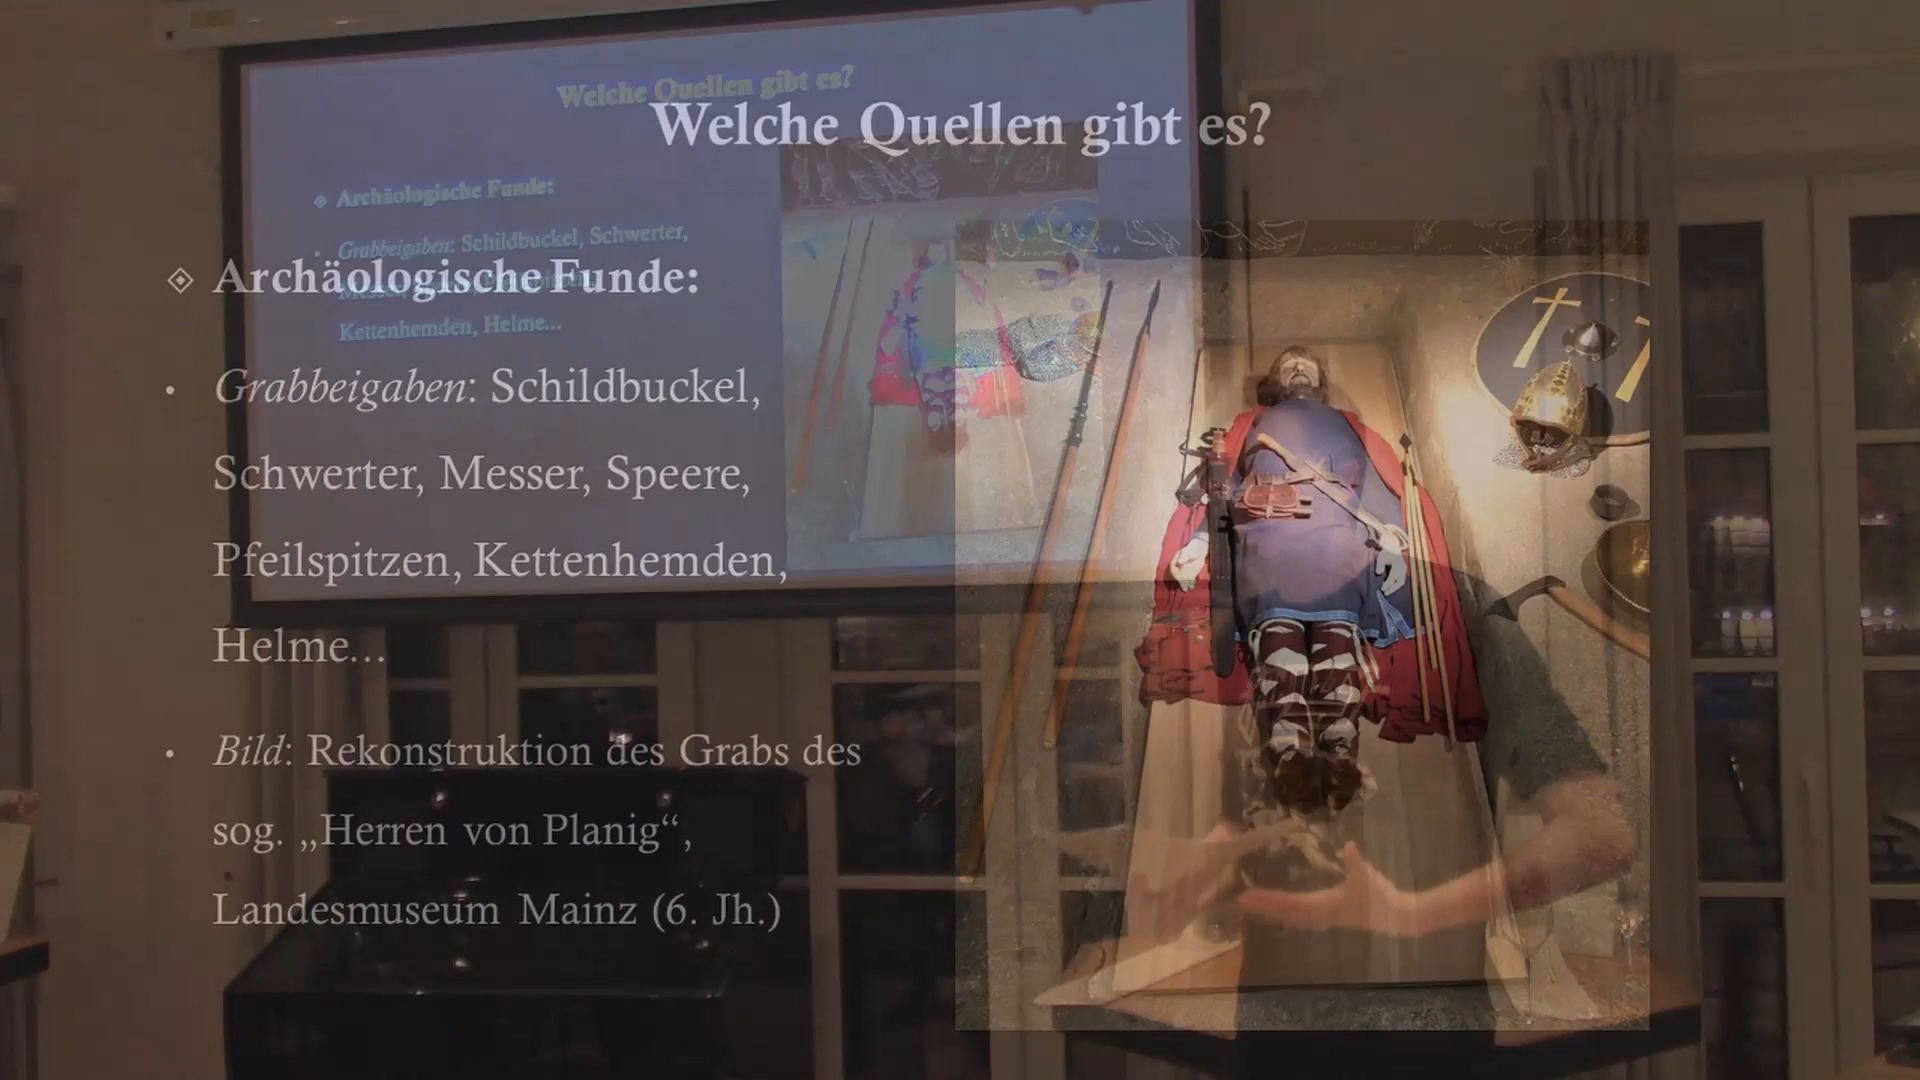 Welche Quellen gibt es?
Archäologische Funde:
Grabbeigaben: Schildbuckel,
Schwerter, Messer, Speere,
Pfeilspitzen, Kettenhemden,
Helme...
Bild: Rekonstruktion des Grabs des
sog. „Herren von Planig“,
Landesmuseum Mainz (6. Jh.)
Welche Quellen gibt es?
Archäologische Funde:
Grabbeigaben: Schildbuckel, Schwerter,
Messer,
Kettenhemden, Helme...